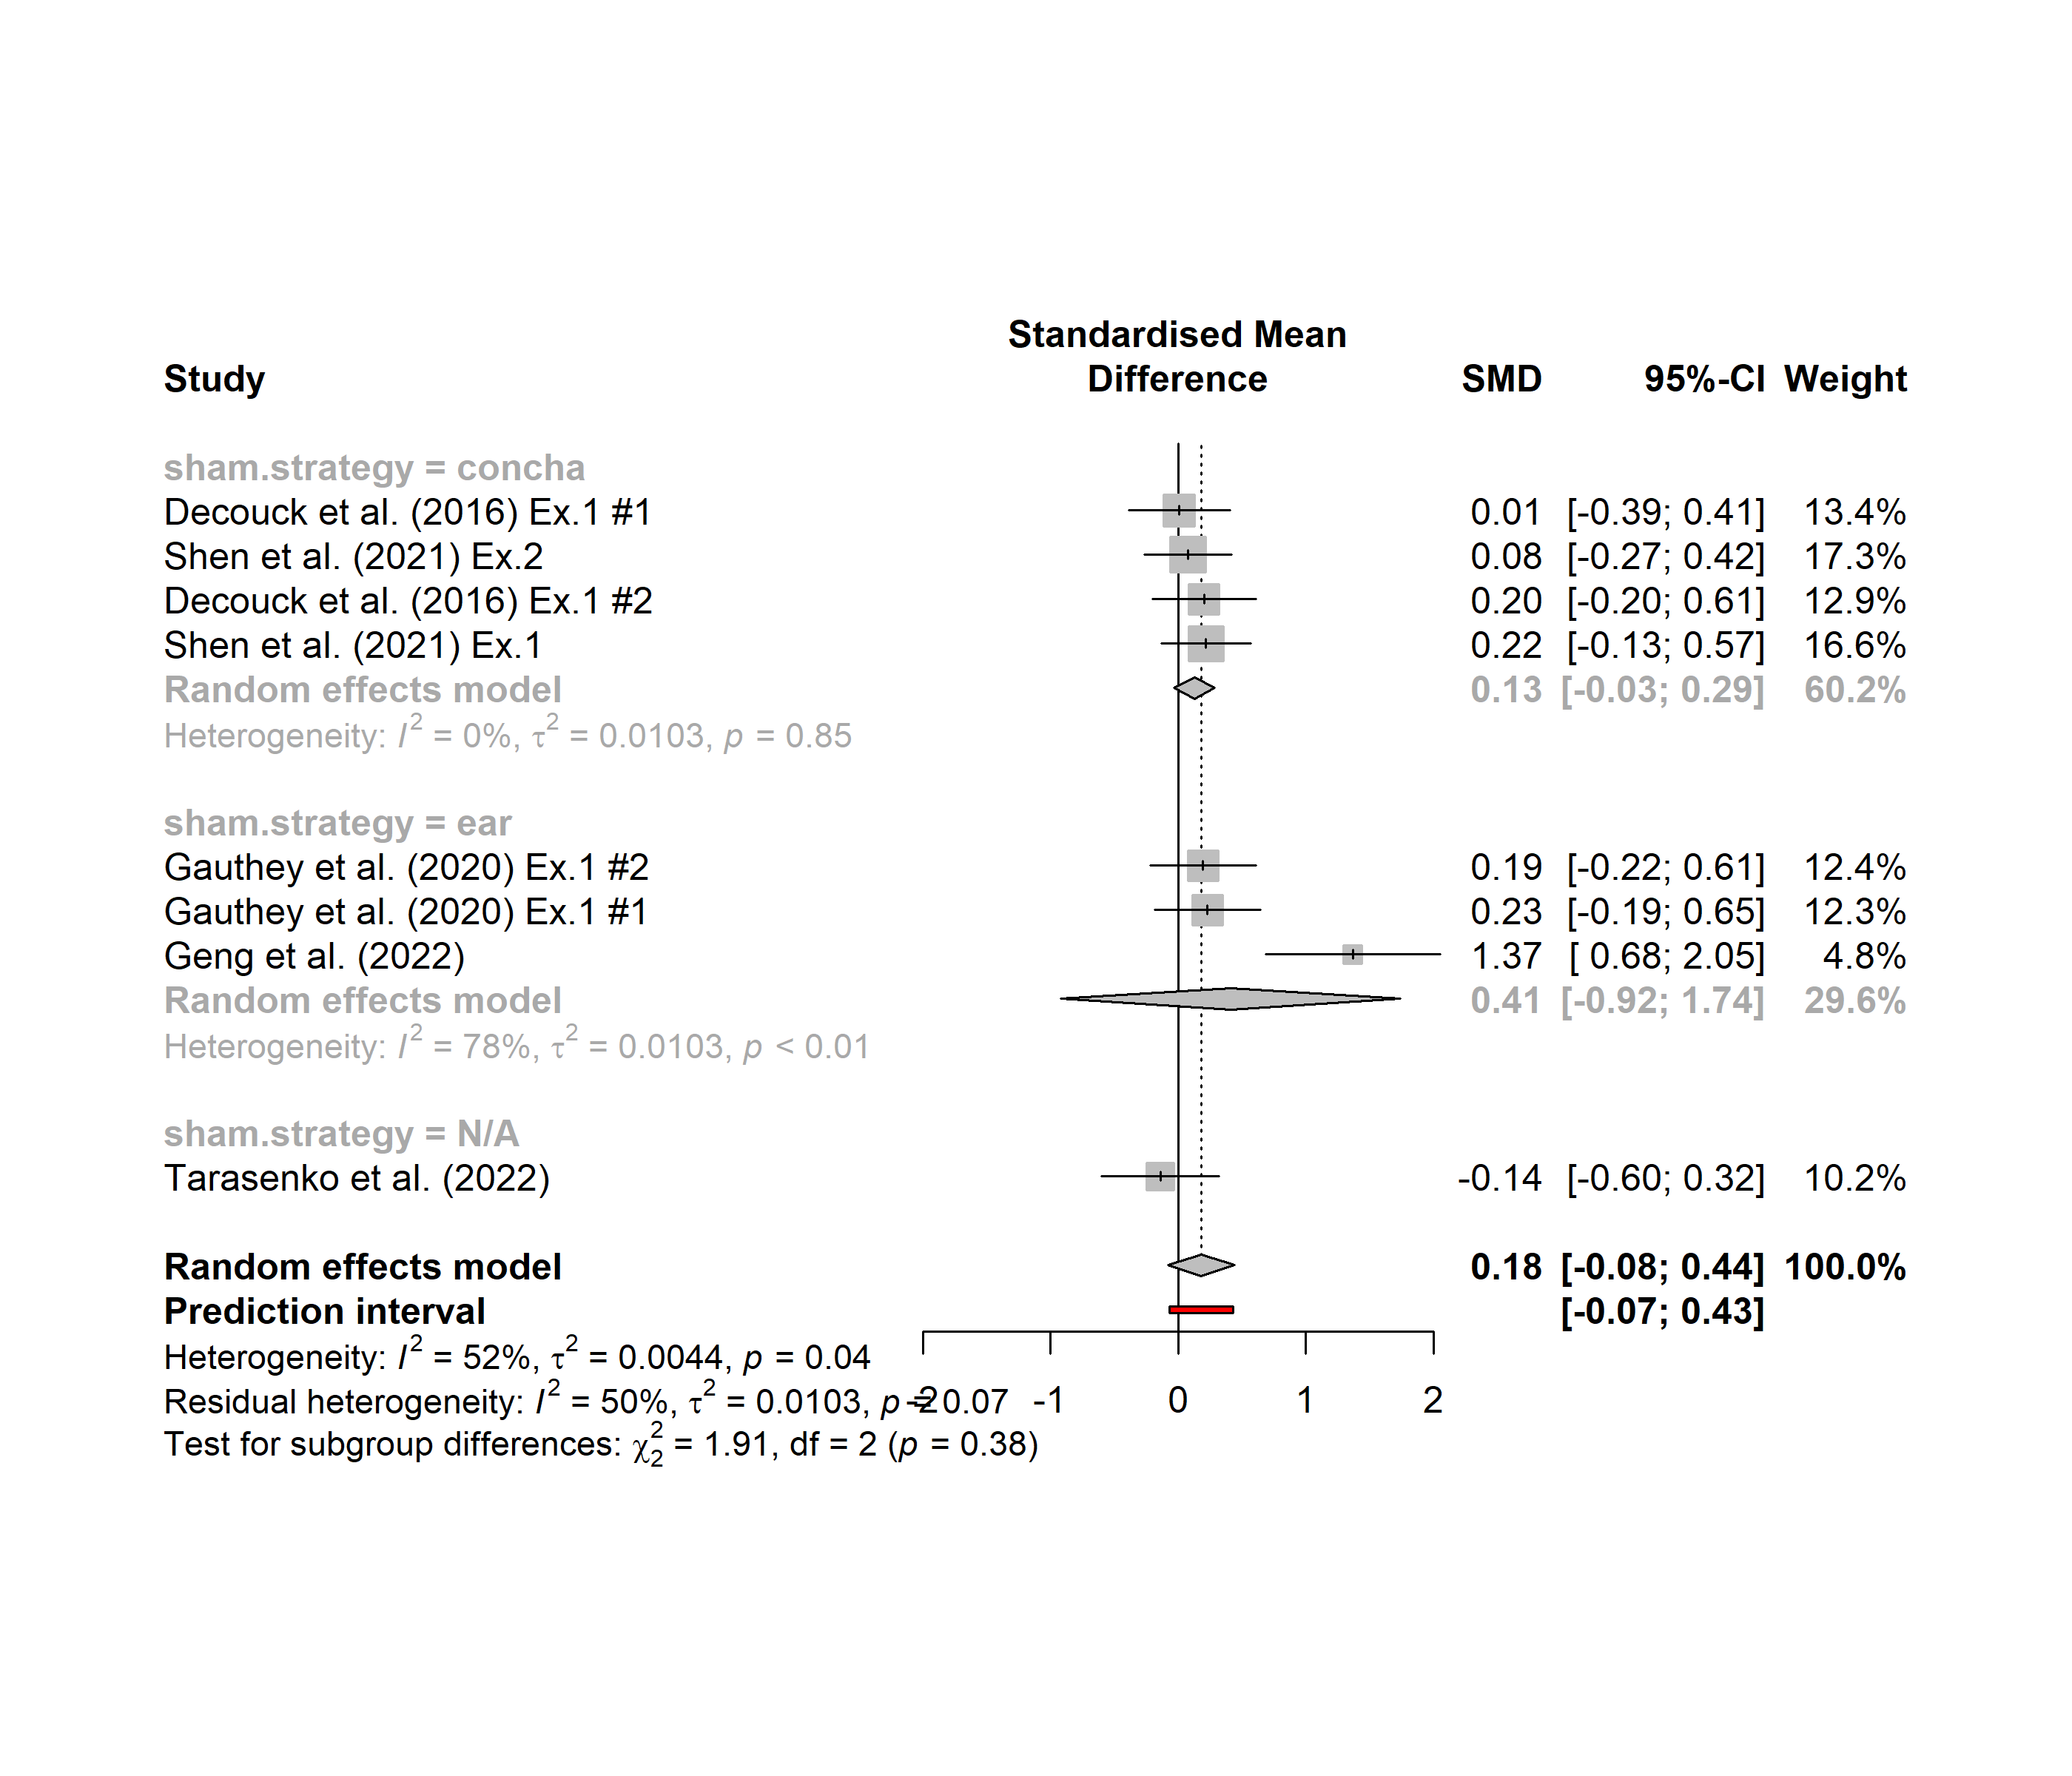 Standardised Mean
Study Difference SMD 95%-CI Weight
sham.strategy = concha
Decouck et al. (2016) Ex.1 #1 0.01 [-0.39; 0.41] 13.4%
Shen et al. (2021) Ex.2 0.08 [-0.27; 0.42] 17.3%
Decouck et al. (2016) Ex.1 #2 0.20 [-0.20; 0.61] 12.9%
Shen et al. (2021) Ex.1 0.22 [-0.13; 0.57] 16.6%
Random effects model 0.13 [-0.03; 0.29] 60.2%
Heterogeneity: I² = 0%, τ² = 0.0103, p = 0.85
sham.strategy = ear
Gauthey et al. (2020) Ex.1 #2 0.19 [-0.22; 0.61] 12.4%
Gauthey et al. (2020) Ex.1 #1 0.23 [-0.19; 0.65] 12.3%
Geng et al. (2022) 1.37 [ 0.68; 2.05] 4.8%
Random effects model 0.41 [-0.92; 1.74] 29.6%
Heterogeneity: I² = 78%, τ² = 0.0103, p < 0.01
sham.strategy = N/A
Tarasenko et al. (2022) -0.14 [-0.60; 0.32] 10.2%
Random effects model 0.18 [-0.08; 0.44] 100.0%
Prediction interval [-0.07; 0.43]
Heterogeneity: I² = 52%, τ² = 0.0044, p = 0.04
Residual heterogeneity: I² = 50%, τ² = 0.0103, p = 0.07 -2 -1 0 1 2
Test for subgroup differences: χ₂² = 1.91, df = 2 (p = 0.38)